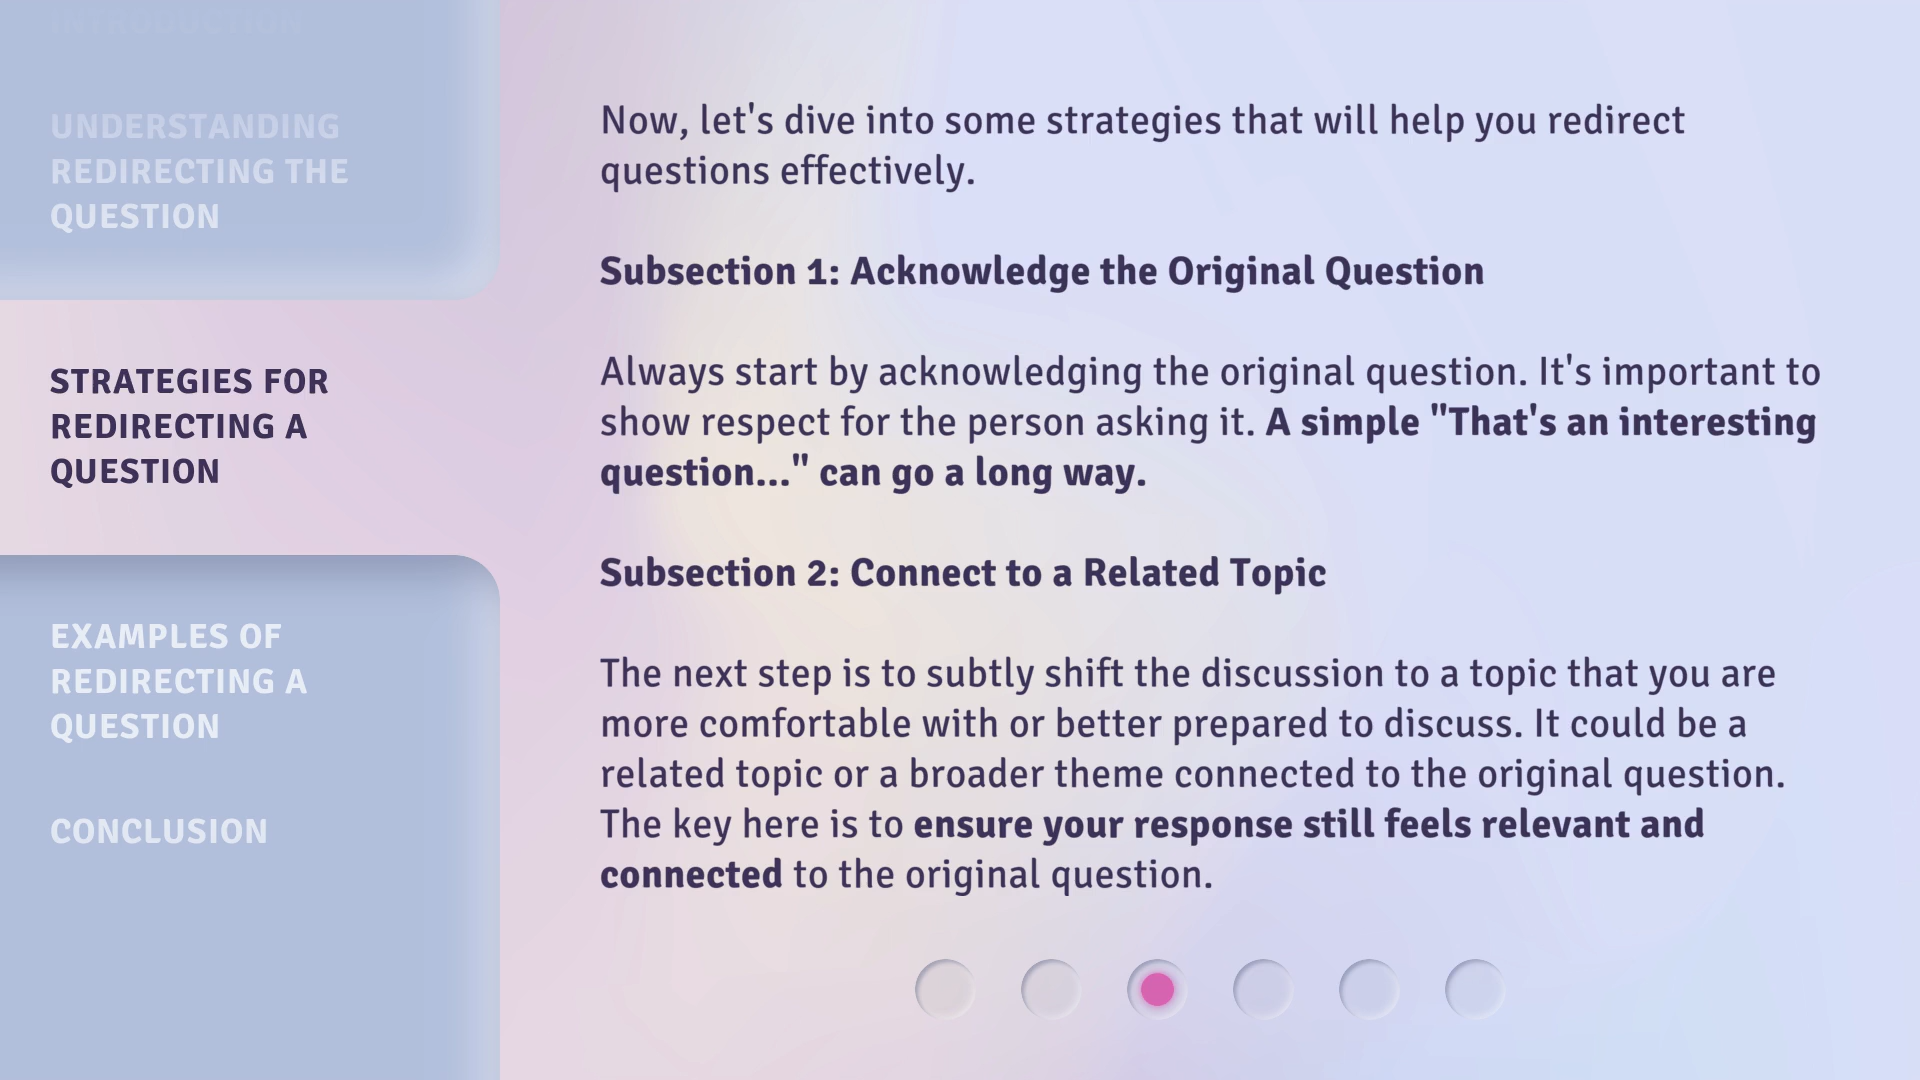 INTRODUCTION
UNDERSTANDING
REDIRECTING THE
QUESTION
STRATEGIES FOR
REDIRECTING A
QUESTION
EXAMPLES OF
REDIRECTING A
QUESTION
CONCLUSION
Now, let's dive into some strategies that will help you redirect
questions effectively.
Subsection 1: Acknowledge the Original Question
Always start by acknowledging the original question. It's important to
show respect for the person asking it. A simple "That's an interesting
question..." can go a long way.
Subsection 2: Connect to a Related Topic
The next step is to subtly shift the discussion to a topic that you are
more comfortable with or better prepared to discuss. It could be a
related topic or a broader theme connected to the original question.
The key here is to ensure your response still feels relevant and
connected to the original question.